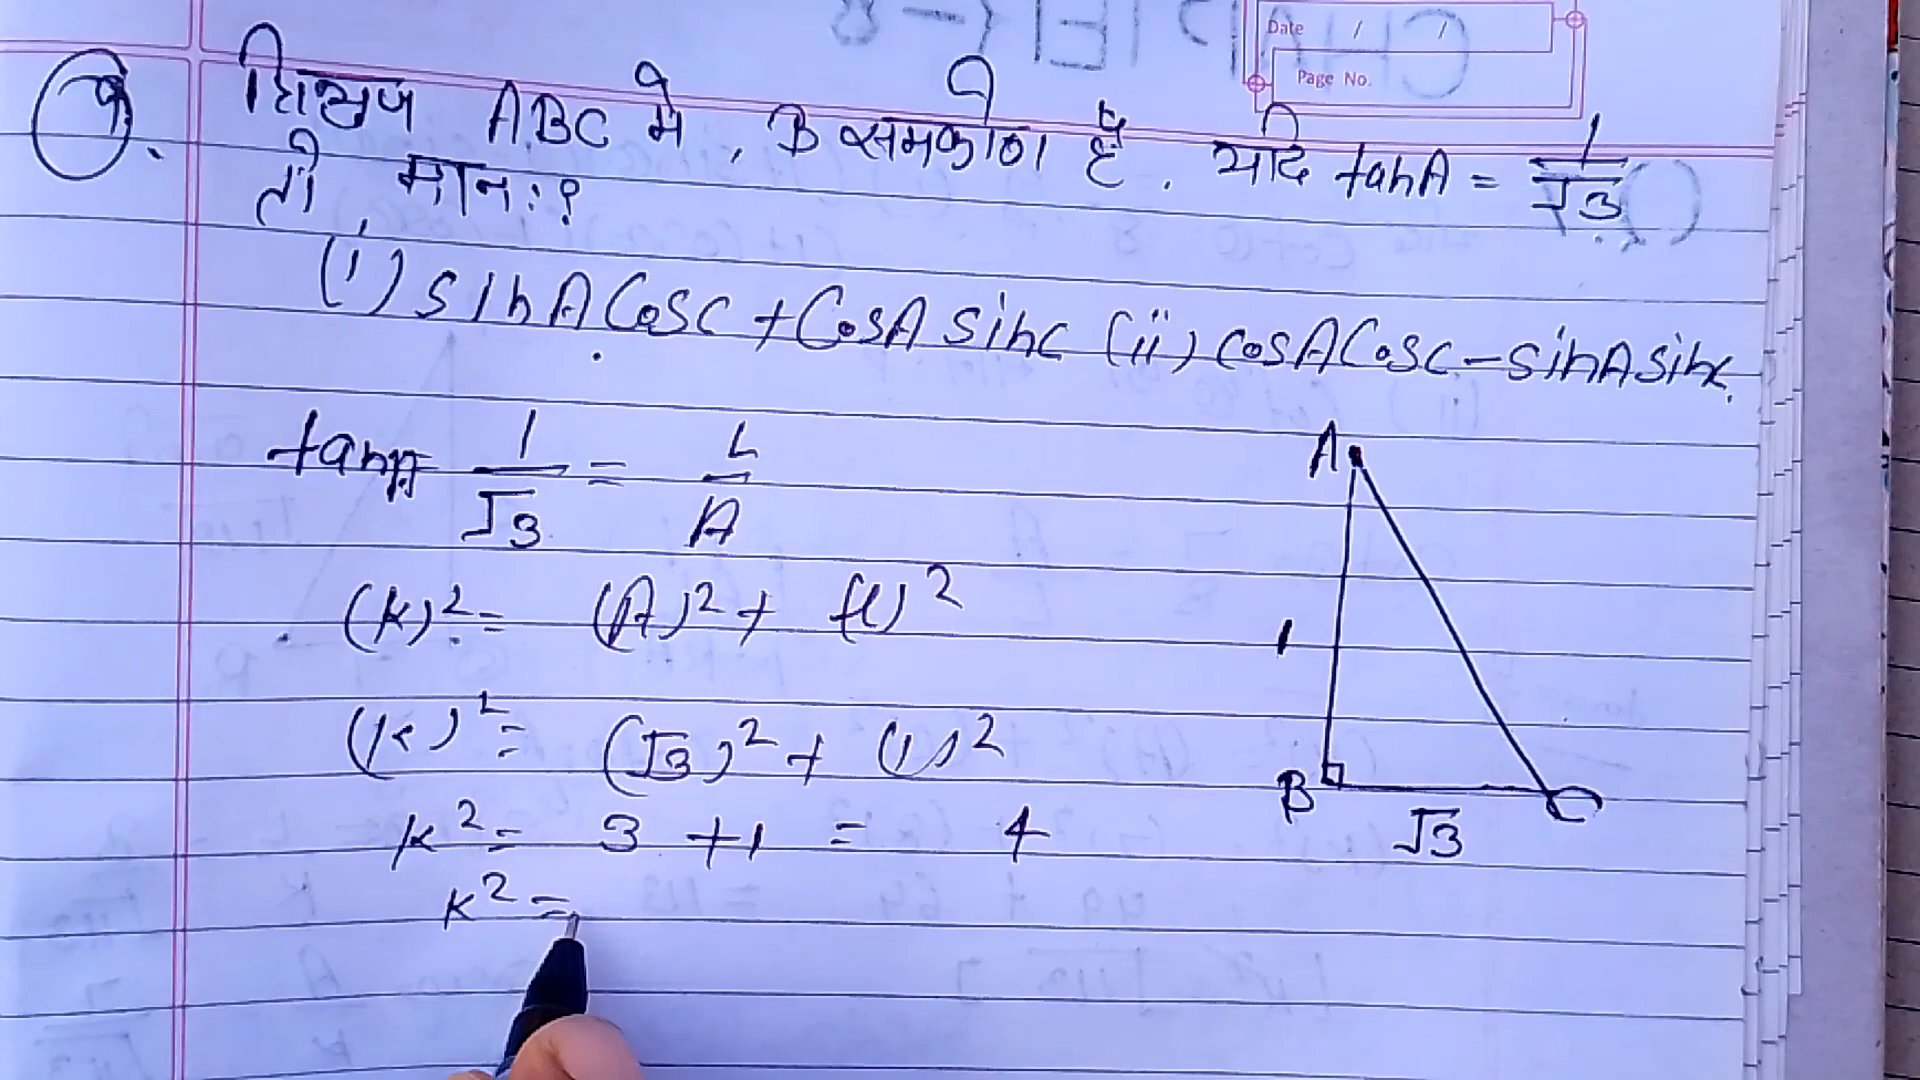 Date / /
Page No.
9. त्रिभुज ABC मे, B समकोण है. यदि tanA = 1/√3
तो, मान:?
(i) sinA CosC + CosA sinC (ii) cosA CosC - sinA sinC.
tanA = 1/√3 = L/A
(K)² = (A)² + (L)²
(K)² = (√3)² + (1)²
K² = 3 + 1 = 4
K² =
A
1
B
C
√3